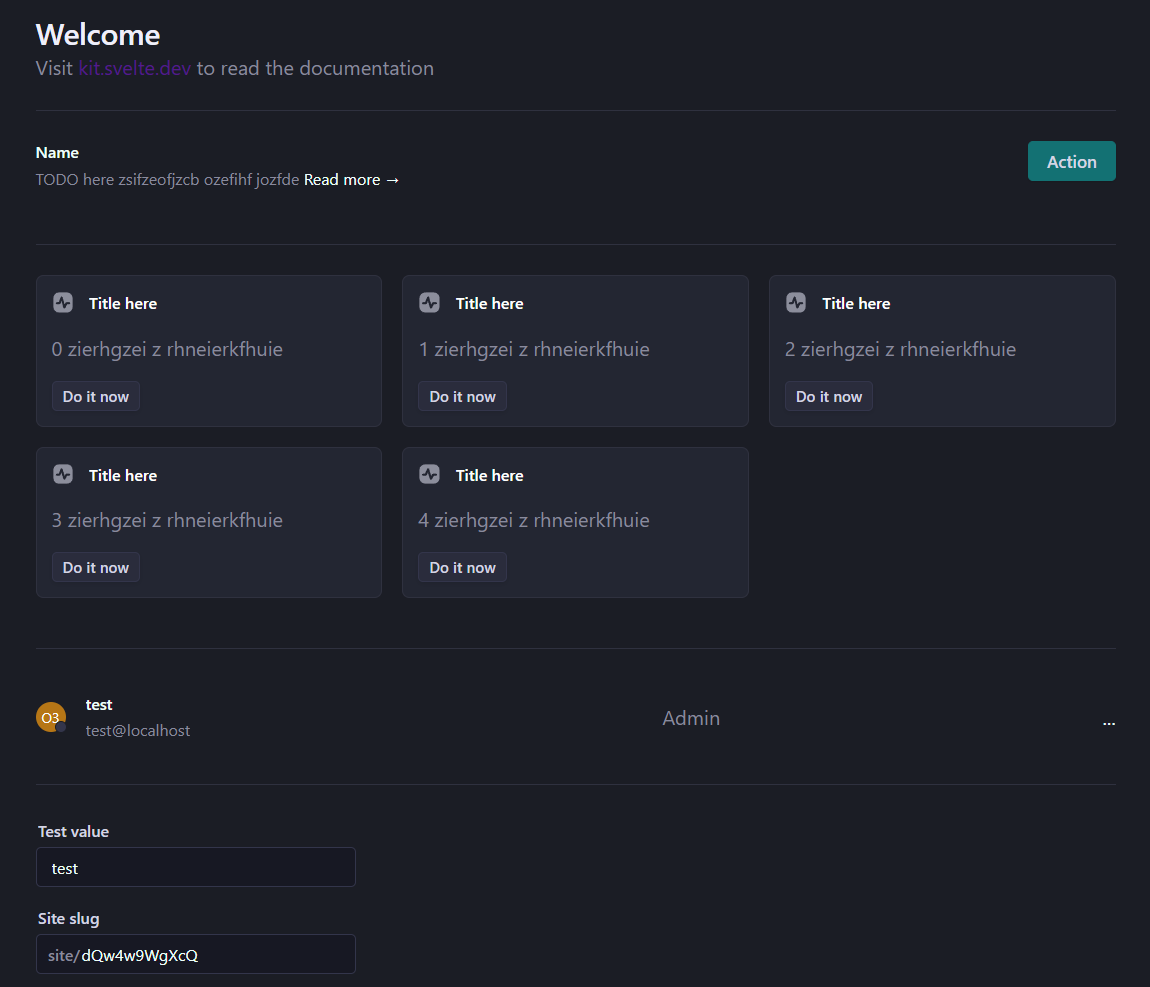 Welcome
Visit kit.svelte.dev to read the documentation
Name
Action
TODO here zsifzeofjzcb ozefihf jozfde Read more →
Title here
Title here
Title here
0 zierhgzei z rhneierkfhuie
1 zierhgzei z rhneierkfhuie
2 zierhgzei z rhneierkfhuie
Do it now
Do it now
Do it now
Title here
Title here
3 zierhgzei z rhneierkfhuie
4 zierhgzei z rhneierkfhuie
Do it now
Do it now
O3
test
test@localhost
Admin
...
Test value
test
Site slug
site/dQw4w9WgXcQ